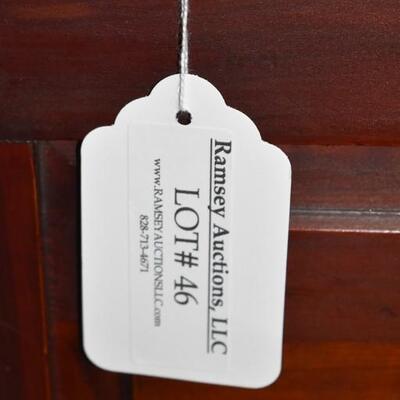 Ramsey Auctions, LLC
LOT# 46
www.RAMSEYAUCTIONSLLC.com
828-713-4671